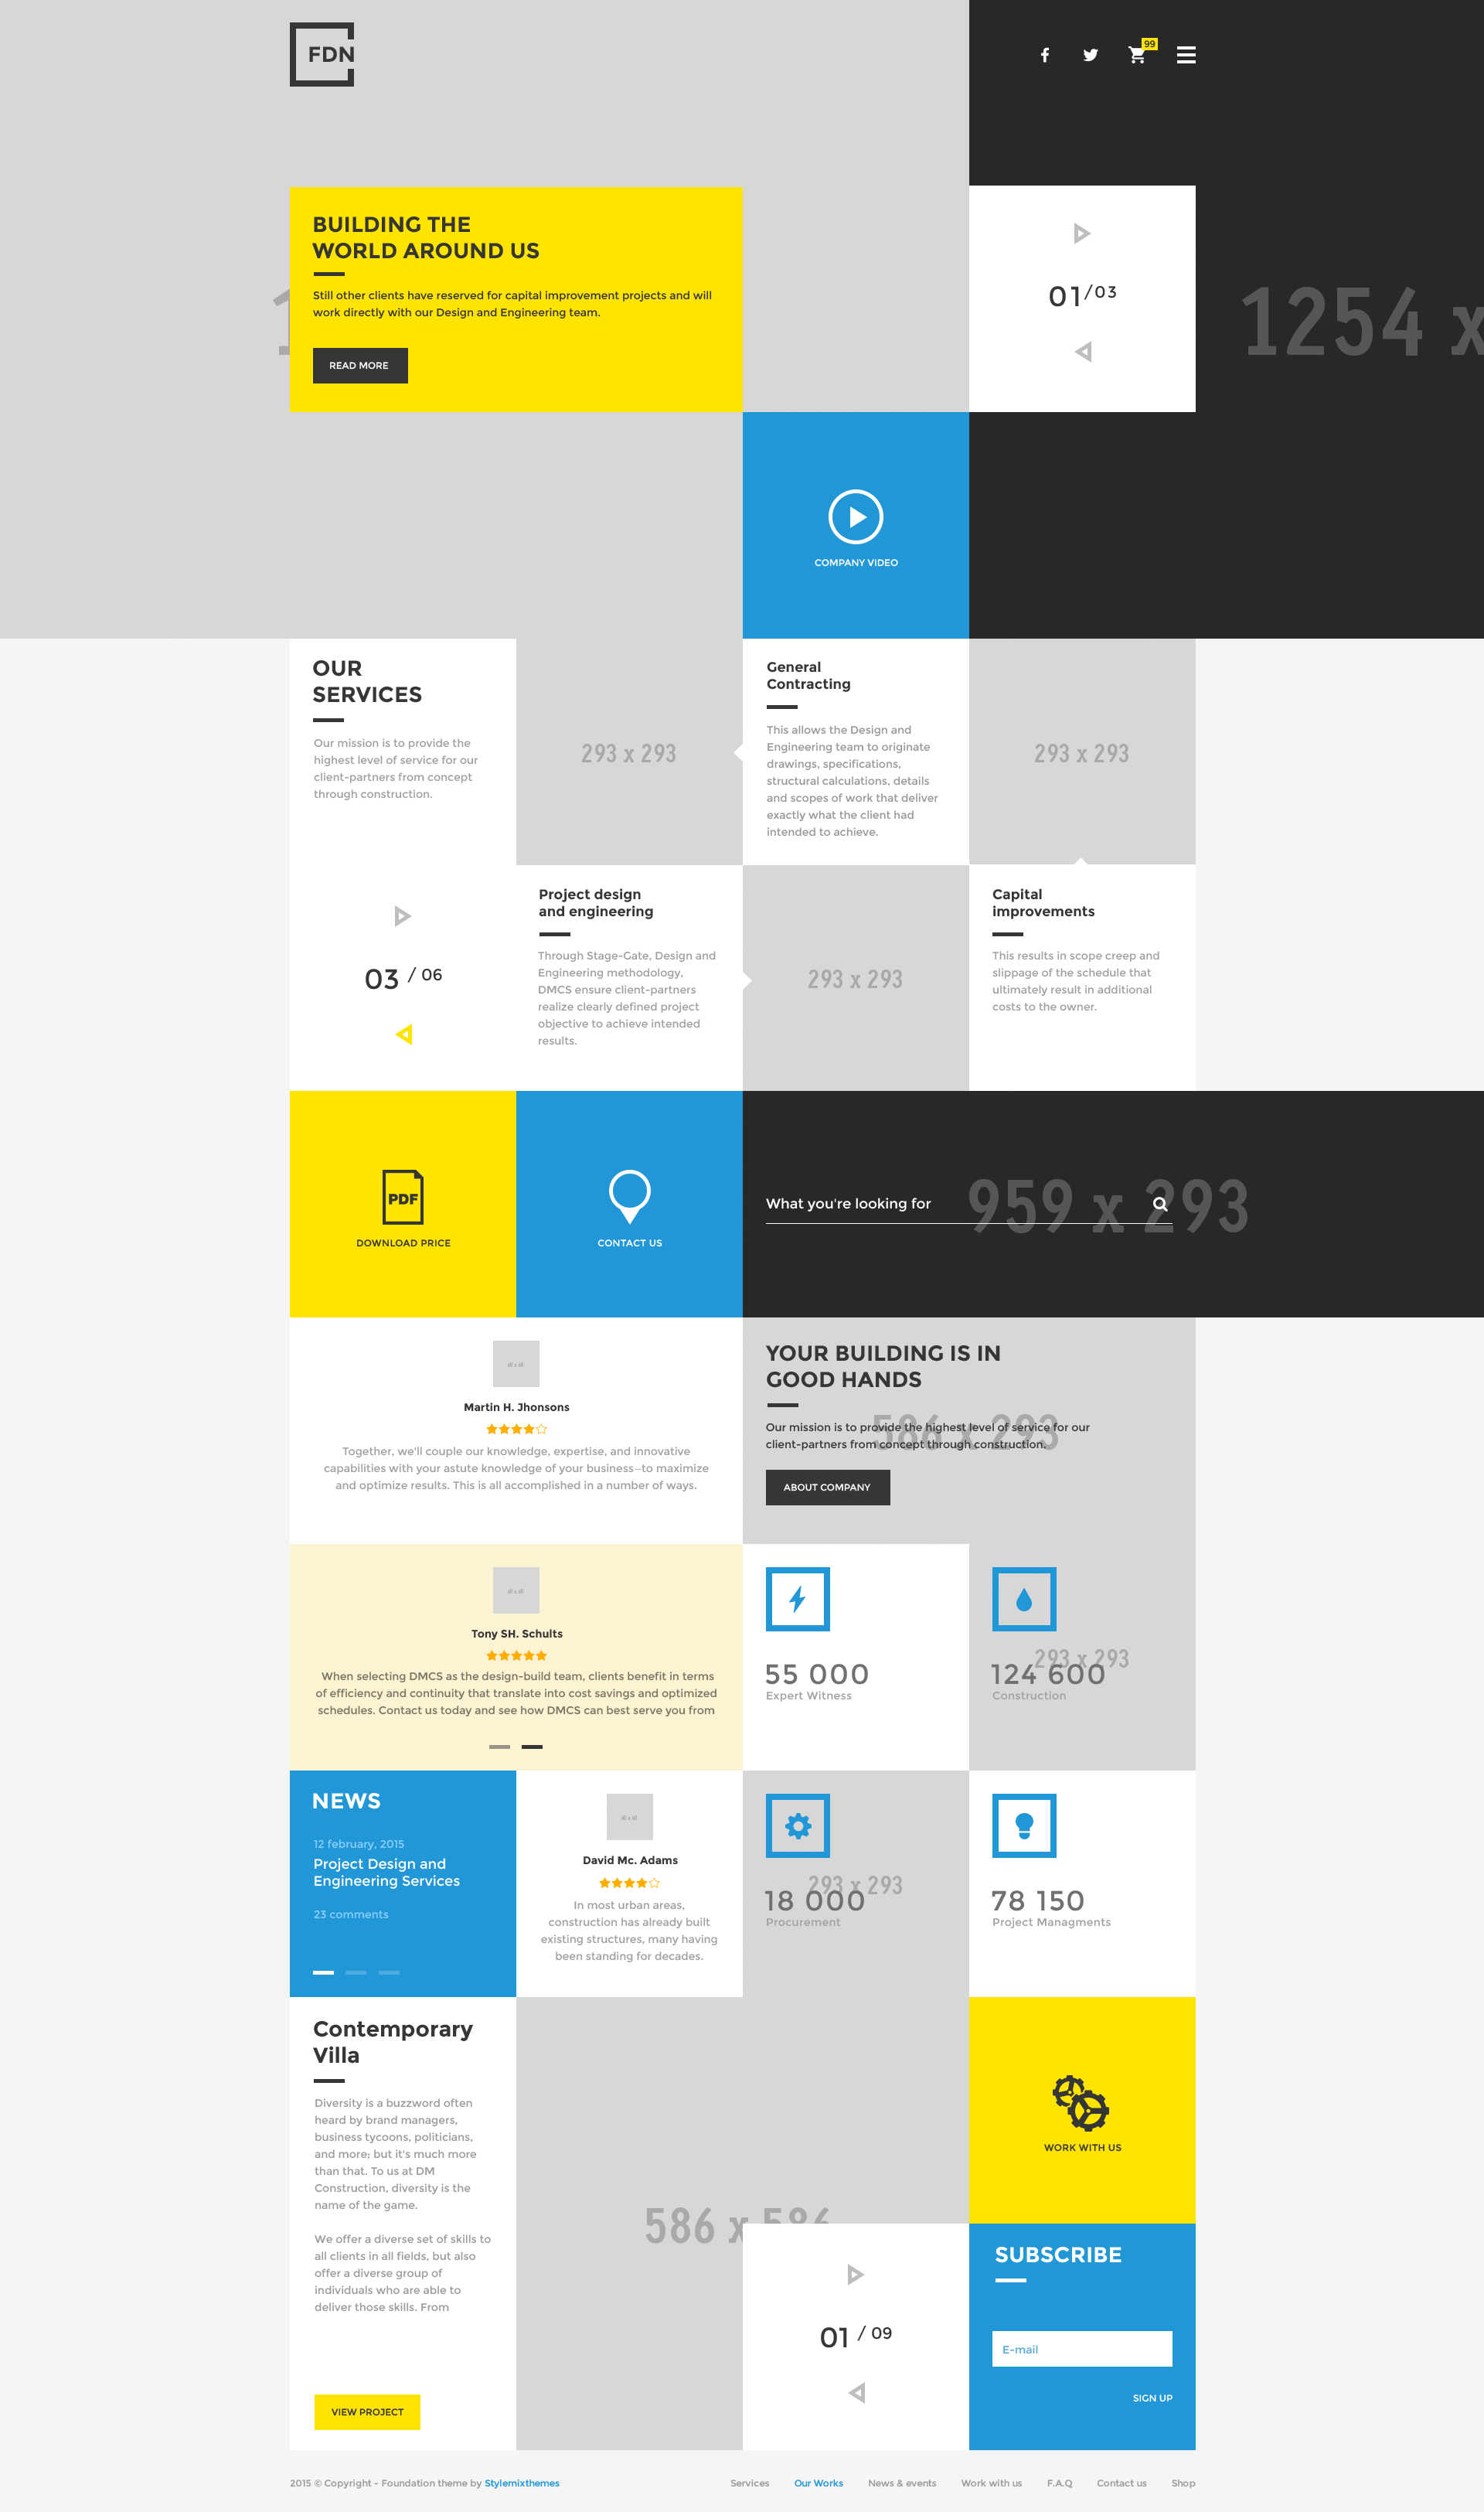 FDN
99
BUILDING THE
WORLD AROUND US
Still other clients have reserved for capital improvement projects and will
work directly with our Design and Engineering team.
READ MORE
01/03
1254 x
COMPANY VIDEO
OUR
SERVICES
Our mission is to provide the
highest level of service for our
client-partners from concept
through construction.
293 x 293
General
Contracting
This allows the Design and
Engineering team to originate
drawings, specifications,
structural calculations, details
and scopes of work that deliver
exactly what the client had
intended to achieve.
293 x 293
03 / 06
Project design
and engineering
Through Stage-Gate, Design and
Engineering methodology,
DMCS ensure client-partners
realize clearly defined project
objective to achieve intended
results.
293 x 293
Capital
improvements
This results in scope creep and
slippage of the schedule that
ultimately result in additional
costs to the owner.
PDF
DOWNLOAD PRICE
CONTACT US
What you're looking for
959 x 293
Martin H. Jhonsons
Together, we'll couple our knowledge, expertise, and innovative
capabilities with your astute knowledge of your business—to maximize
and optimize results. This is all accomplished in a number of ways.
YOUR BUILDING IS IN
GOOD HANDS
586 x 293
Our mission is to provide the highest level of service for our
client-partners from concept through construction.
ABOUT COMPANY
Tony SH. Schults
When selecting DMCS as the design-build team, clients benefit in terms
of efficiency and continuity that translate into cost savings and optimized
schedules. Contact us today and see how DMCS can best serve you from
55 000
Expert Witness
293 x 293
124 600
Construction
NEWS
12 february, 2015
Project Design and
Engineering Services
23 comments
David Mc. Adams
In most urban areas,
construction has already built
existing structures, many having
been standing for decades.
293 x 293
18 000
Procurement
78 150
Project Managments
Contemporary
Villa
Diversity is a buzzword often
heard by brand managers,
business tycoons, politicians,
and more; but it's much more
than that. To us at DM
Construction, diversity is the
name of the game.
We offer a diverse set of skills to
all clients in all fields, but also
offer a diverse group of
individuals who are able to
deliver those skills. From
VIEW PROJECT
586 x 586
WORK WITH US
01 / 09
SUBSCRIBE
E-mail
SIGN UP
2015 © Copyright - Foundation theme by Stylemixthemes
Services Our Works News & events Work with us F.A.Q Contact us Shop